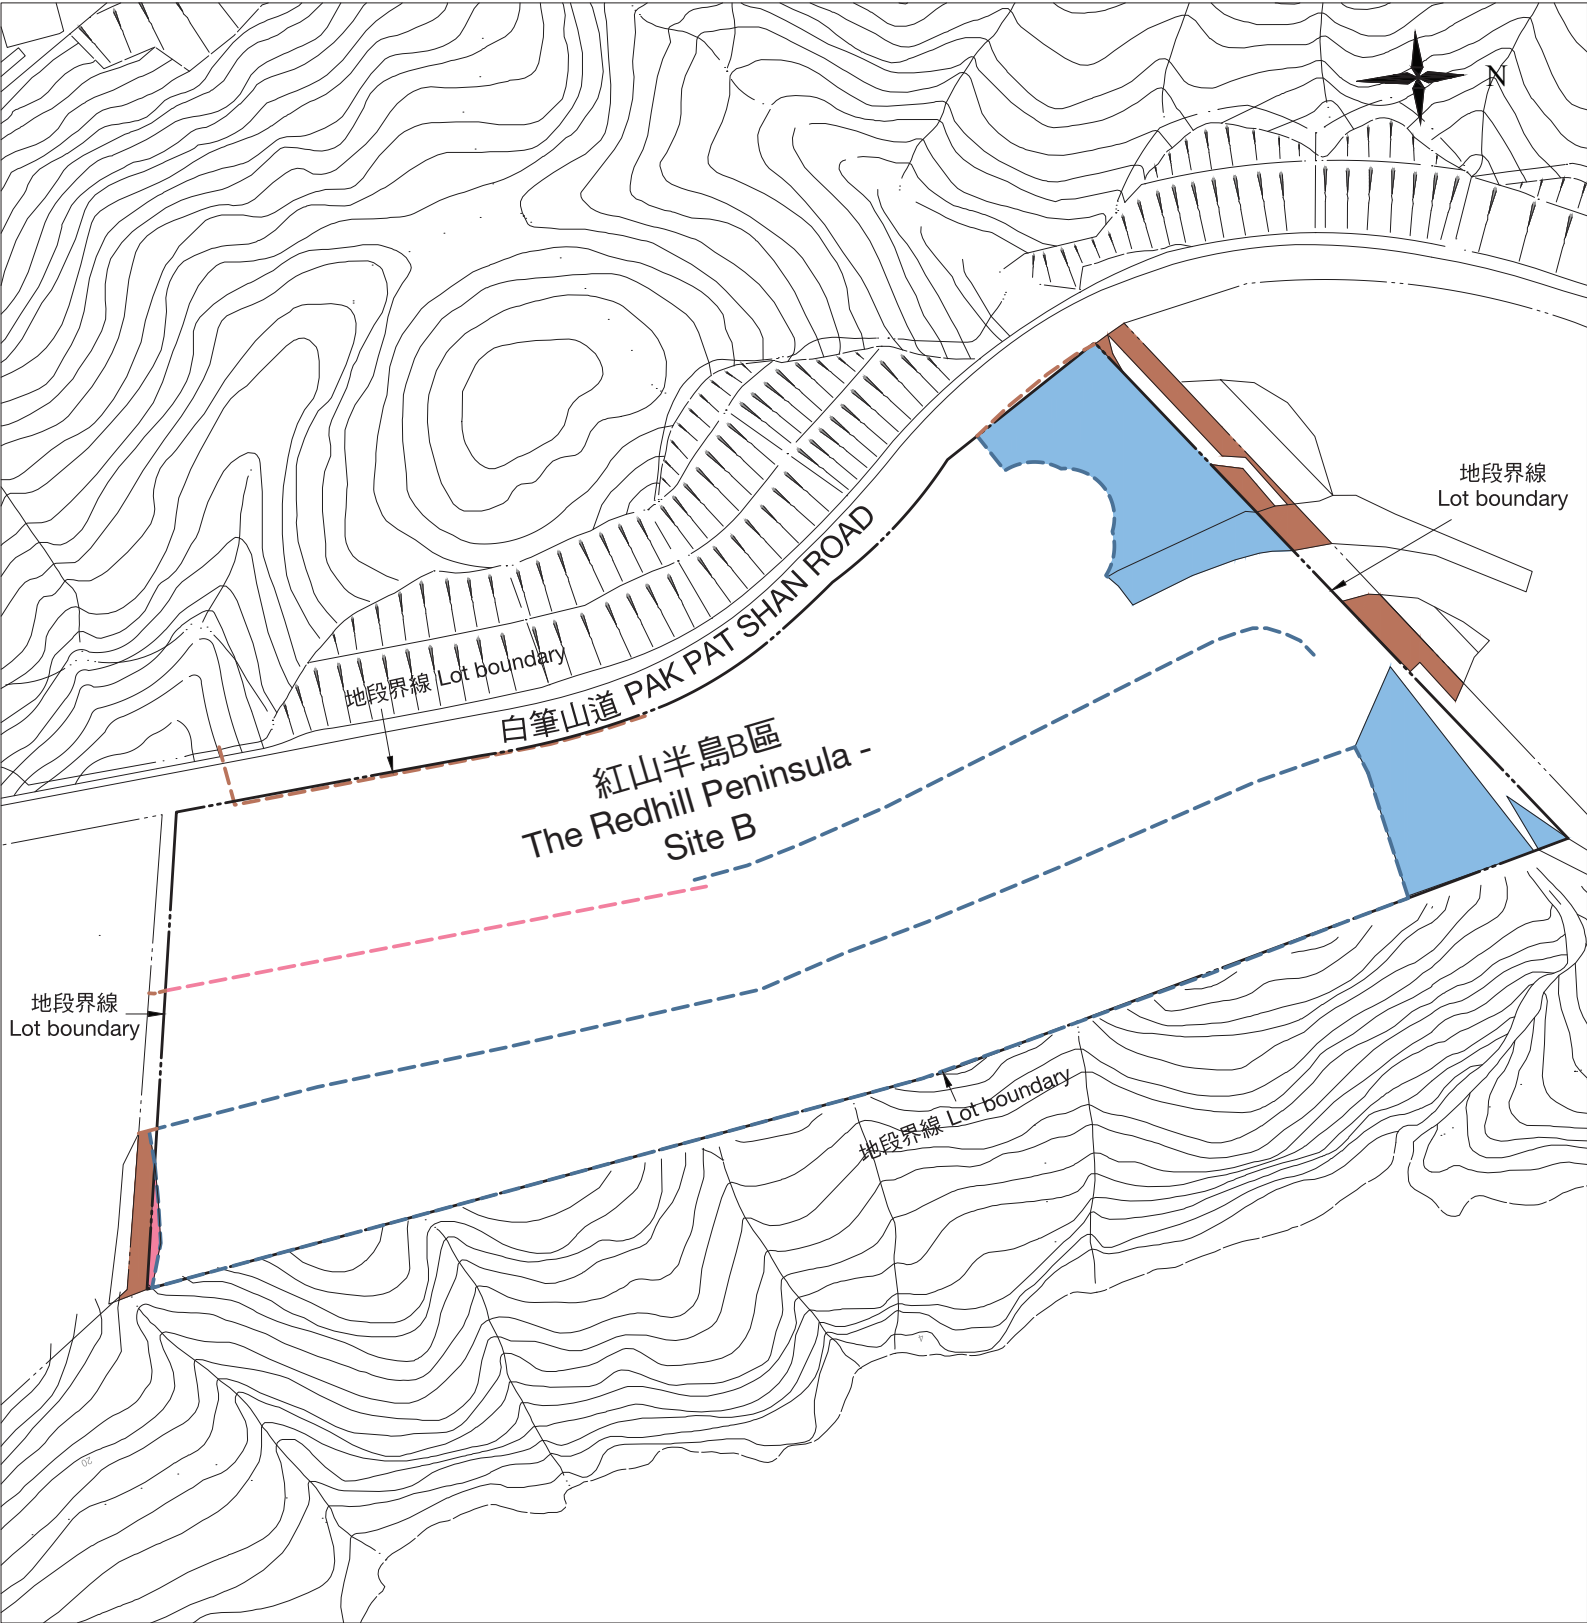 N
地段界線
Lot boundary
地段界線 Lot boundary
白筆山道 PAK PAT SHAN ROAD
紅山半島B區
The Redhill Peninsula -
Site B
地段界線
Lot boundary
地段界線 Lot boundary
4
20